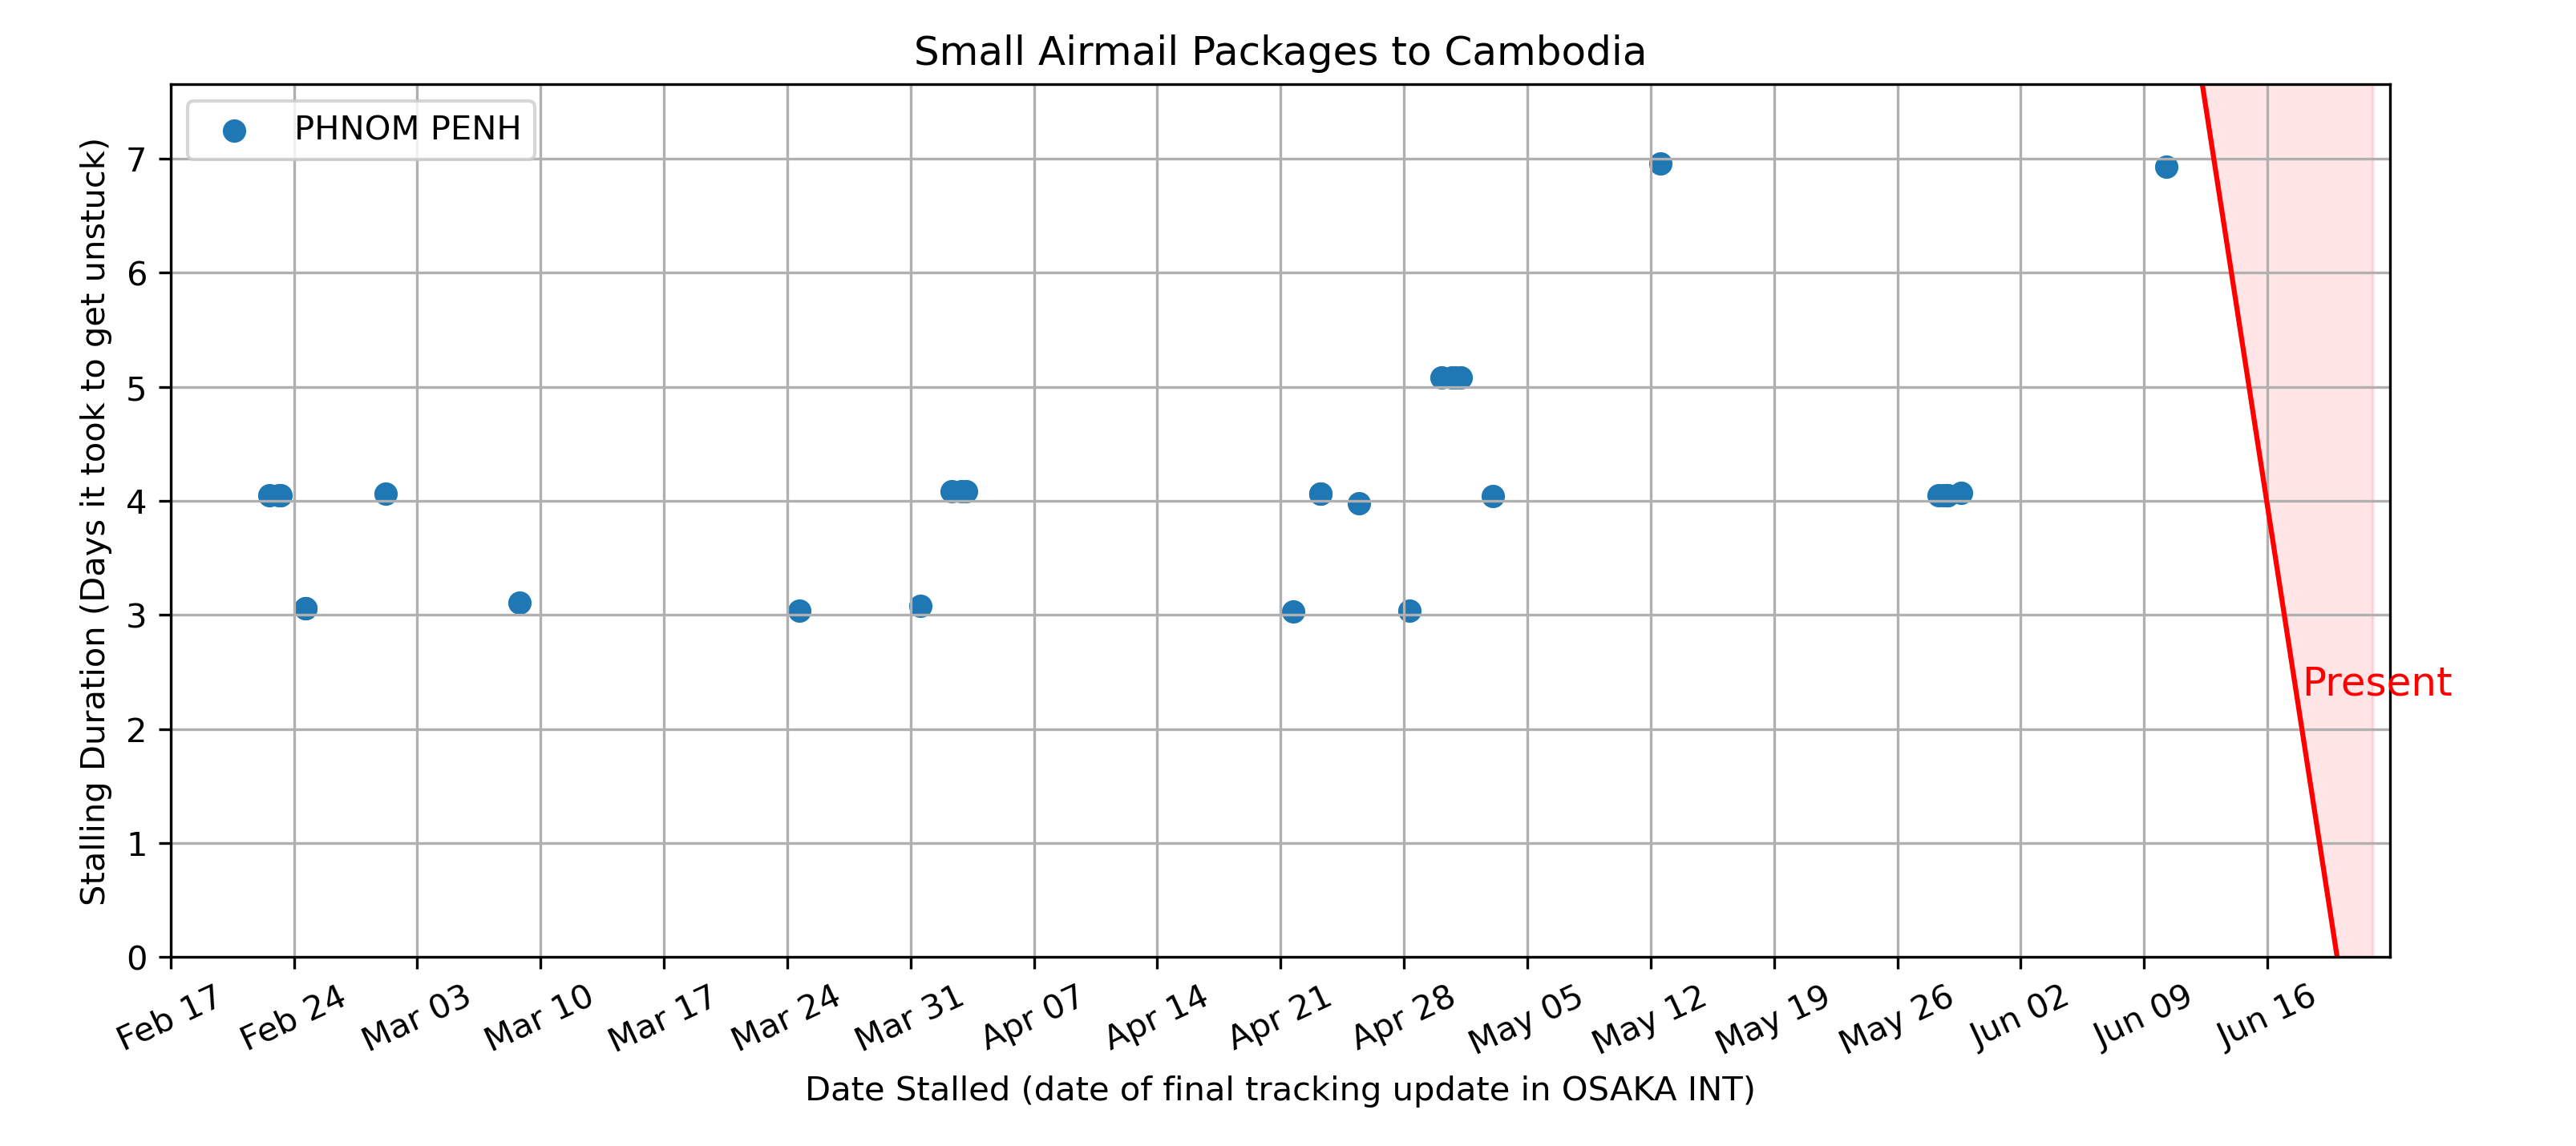 Small Airmail Packages to Cambodia
PHNOM PENH
Stalling Duration (Days it took to get unstuck)
7
6
5
4
3
2
1
0
Present
Feb 17
Feb 24
Mar 03
Mar 10
Mar 17
Mar 24
Mar 31
Apr 07
Apr 14
Apr 21
Apr 28
May 05
May 12
May 19
May 26
Jun 02
Jun 09
Jun 16
Date Stalled (date of final tracking update in OSAKA INT)